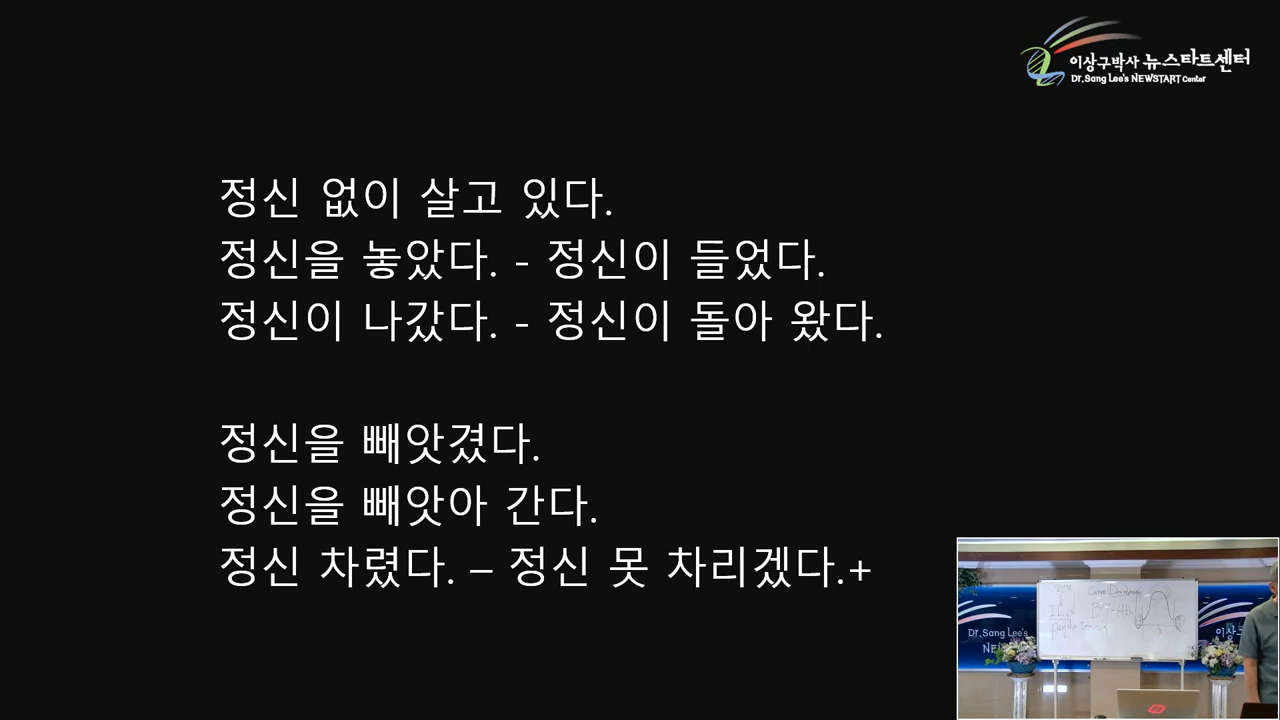 이상구박사 뉴스타트센터
Dr.Sang Lee's NEWSTART Center
정신 없이 살고 있다.
정신을 놓았다. - 정신이 들었다.
정신이 나갔다. - 정신이 돌아 왔다.
정신을 빼앗겼다.
정신을 빼앗아 간다.
정신 차렸다. – 정신 못 차리겠다.+
Dr.Sang Lee's